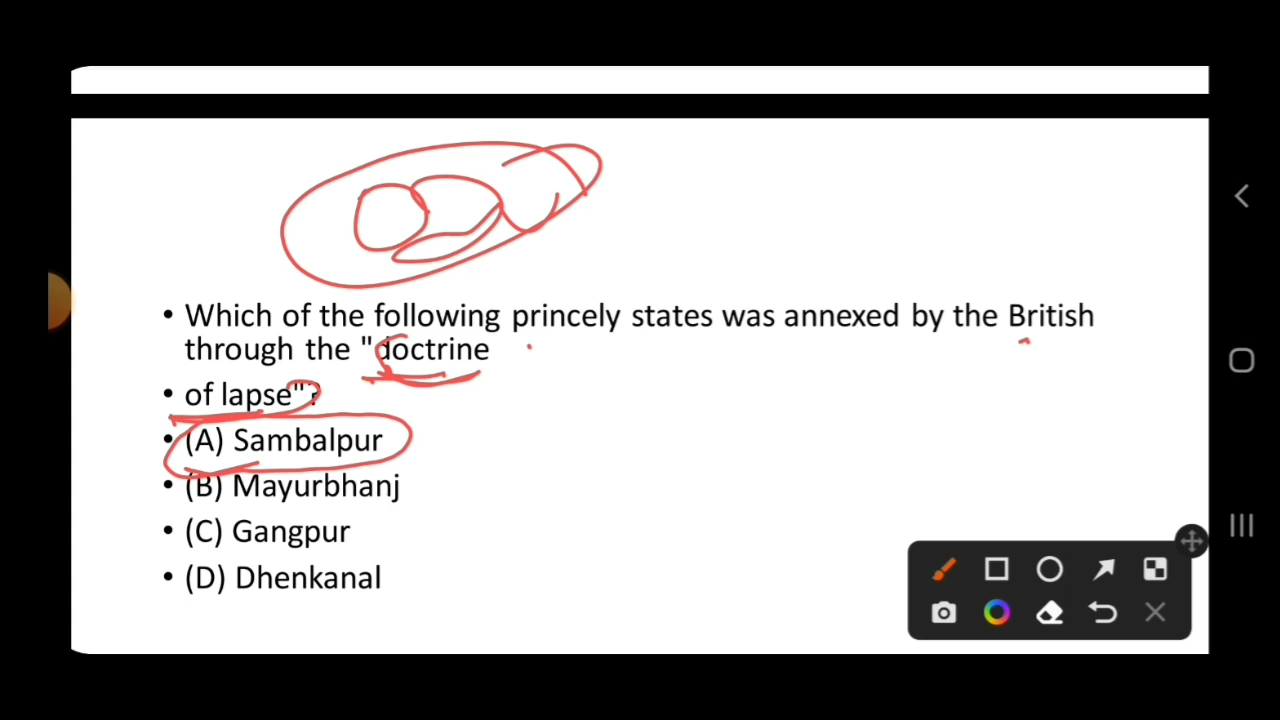 • Which of the following princely states was annexed by the British
through the "doctrine
• of lapse"?
• (A) Sambalpur
• (B) Mayurbhanj
• (C) Gangpur
• (D) Dhenkanal